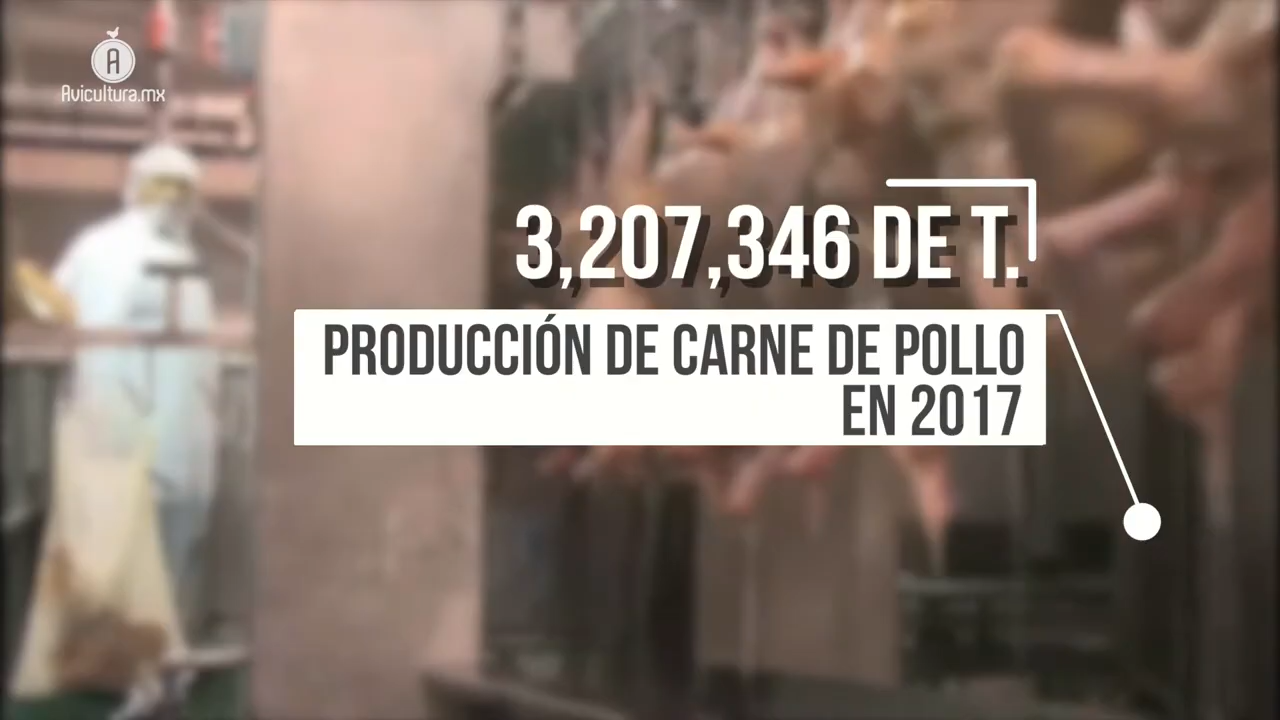 A
Avicultura.mx
3,207,346 DE T.
PRODUCCIÓN DE CARNE DE POLLO
EN 2017